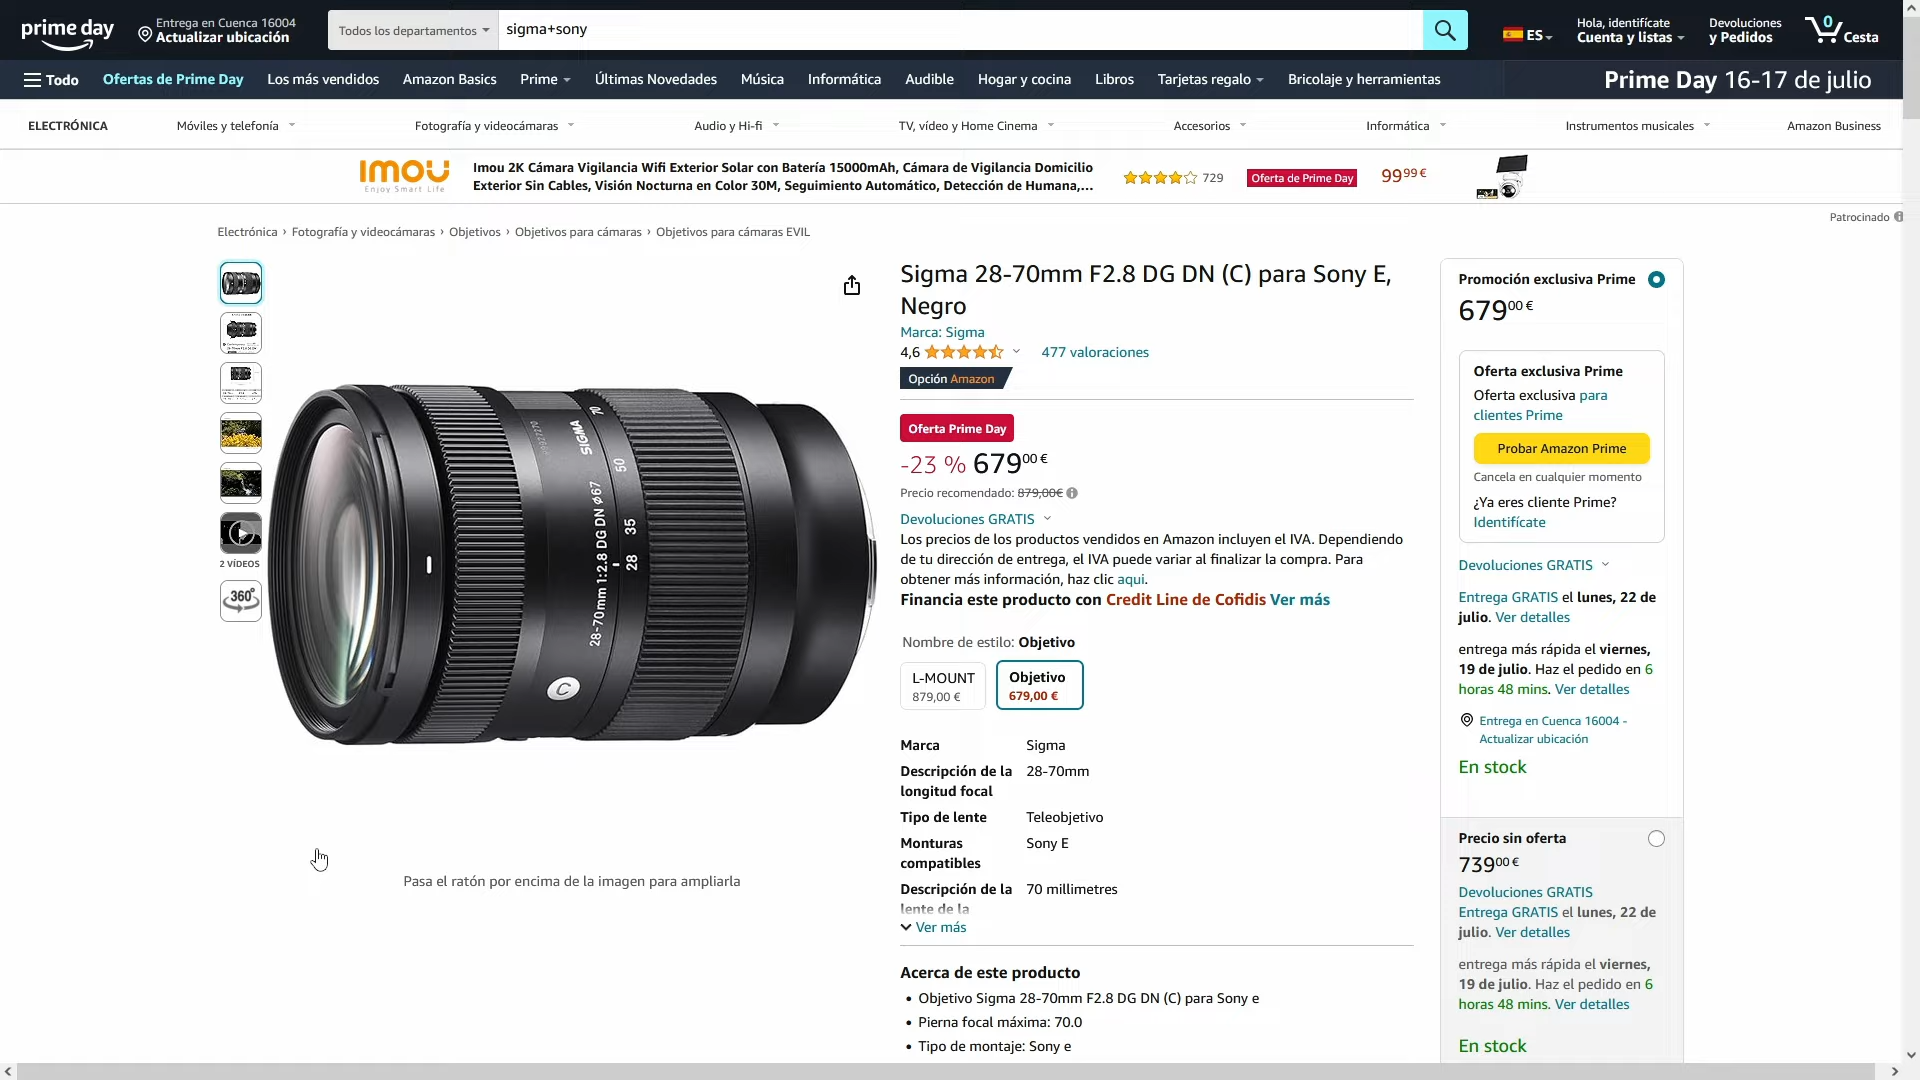 prime day
Entrega en Cuenca 16004
Actualizar ubicación
Todos los departamentos
sigma+sony
ES
Hola, identifícate
Cuenta y listas
Devoluciones
y Pedidos
0
Cesta
Todo
Ofertas de Prime Day
Los más vendidos
Amazon Basics
Prime
Últimas Novedades
Música
Informática
Audible
Hogar y cocina
Libros
Tarjetas regalo
Bricolaje y herramientas
Prime Day 16-17 de julio
ELECTRÓNICA
Móviles y telefonía
Fotografía y videocámaras
Audio y Hi-fi
TV, vídeo y Home Cinema
Accesorios
Informática
Instrumentos musicales
Amazon Business
imou
Enjoy Smart Life
Imou 2K Cámara Vigilancia Wifi Exterior Solar con Batería 15000mAh, Cámara de Vigilancia Domicilio
Exterior Sin Cables, Visión Nocturna en Color 30M, Seguimiento Automático, Detección de Humana,...
729
Oferta de Prime Day
99,99 €
Patrocinado
Electrónica › Fotografía y videocámaras › Objetivos › Objetivos para cámaras › Objetivos para cámaras EVIL
2 VÍDEOS
360°
SIGMA
70
50
35
28
28-70mm 1:2.8 DG DN ø67
C
Pasa el ratón por encima de la imagen para ampliarla
Sigma 28-70mm F2.8 DG DN (C) para Sony E,
Negro
Marca: Sigma
4,6
477 valoraciones
Opción Amazon
Oferta Prime Day
-23 % 679,00 €
Precio recomendado: 879,00€
Devoluciones GRATIS
Los precios de los productos vendidos en Amazon incluyen el IVA. Dependiendo
de tu dirección de entrega, el IVA puede variar al finalizar la compra. Para
obtener más información, haz clic aqui.
Financia este producto con Credit Line de Cofidis Ver más
Nombre de estilo: Objetivo
L-MOUNT
879,00 €
Objetivo
679,00 €
Marca Sigma
Descripción de la 28-70mm
longitud focal
Tipo de lente Teleobjetivo
Monturas Sony E
compatibles
Descripción de la 70 millimetres
lente de la
Ver más
Acerca de este producto
• Objetivo Sigma 28-70mm F2.8 DG DN (C) para Sony e
• Pierna focal máxima: 70.0
• Tipo de montaje: Sony e
Promoción exclusiva Prime
679,00 €
Oferta exclusiva Prime
Oferta exclusiva para
clientes Prime
Probar Amazon Prime
Cancela en cualquier momento
¿Ya eres cliente Prime?
Identifícate
Devoluciones GRATIS
Entrega GRATIS el lunes, 22 de
julio. Ver detalles
entrega más rápida el viernes,
19 de julio. Haz el pedido en 6
horas 48 mins. Ver detalles
Entrega en Cuenca 16004 -
Actualizar ubicación
En stock
Precio sin oferta
739,00 €
Devoluciones GRATIS
Entrega GRATIS el lunes, 22 de
julio. Ver detalles
entrega más rápida el viernes,
19 de julio. Haz el pedido en 6
horas 48 mins. Ver detalles
En stock